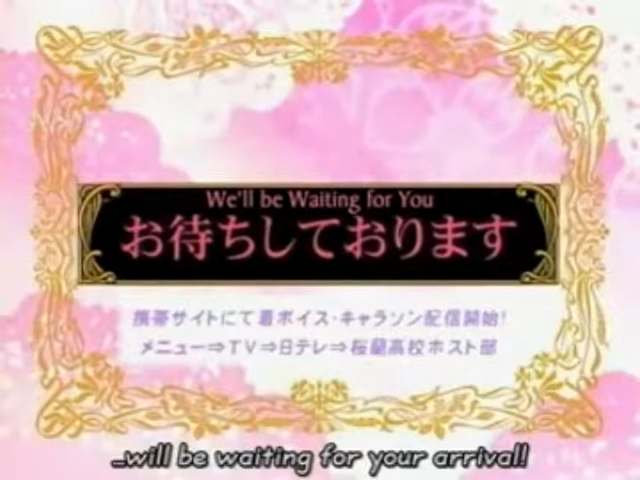 We'll be Waiting for You
お待ちしております
携帯サイトにて着ボイス・キャラソン配信開始!
メニュー⇒TV⇒日テレ⇒桜蘭高校ホスト部
...will be waiting for your arrival!